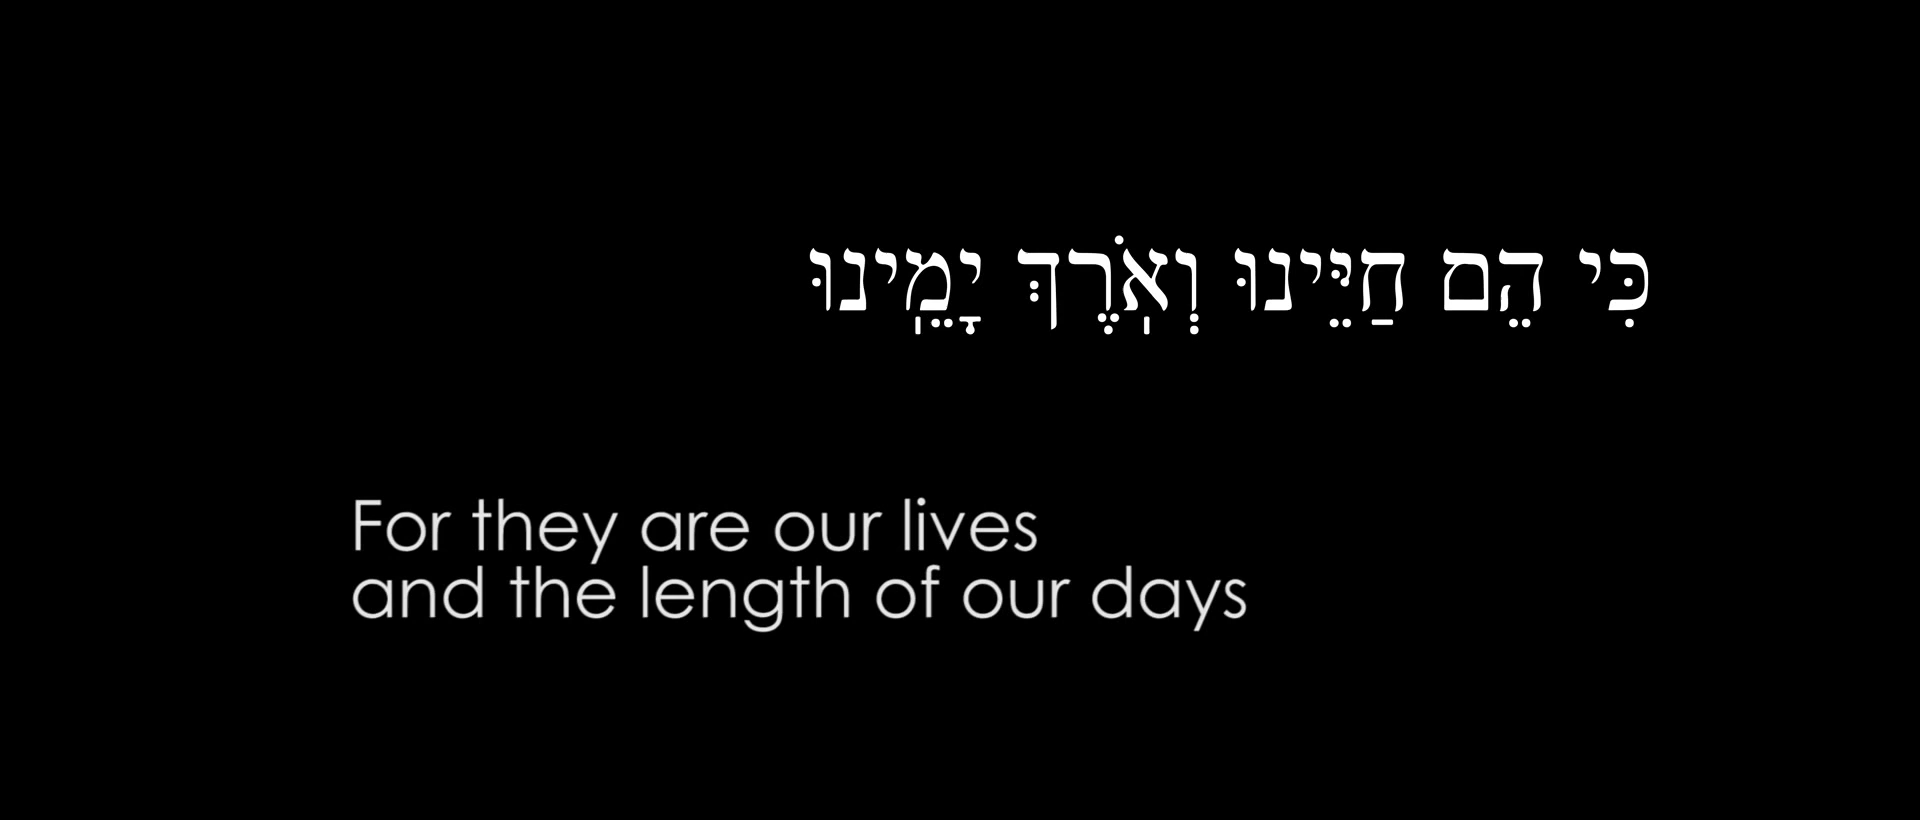 כִּי הֵם חַיֵּינוּ וְאֹֽרֶךְ יָמֵֽינוּ
For they are our lives
and the length of our days